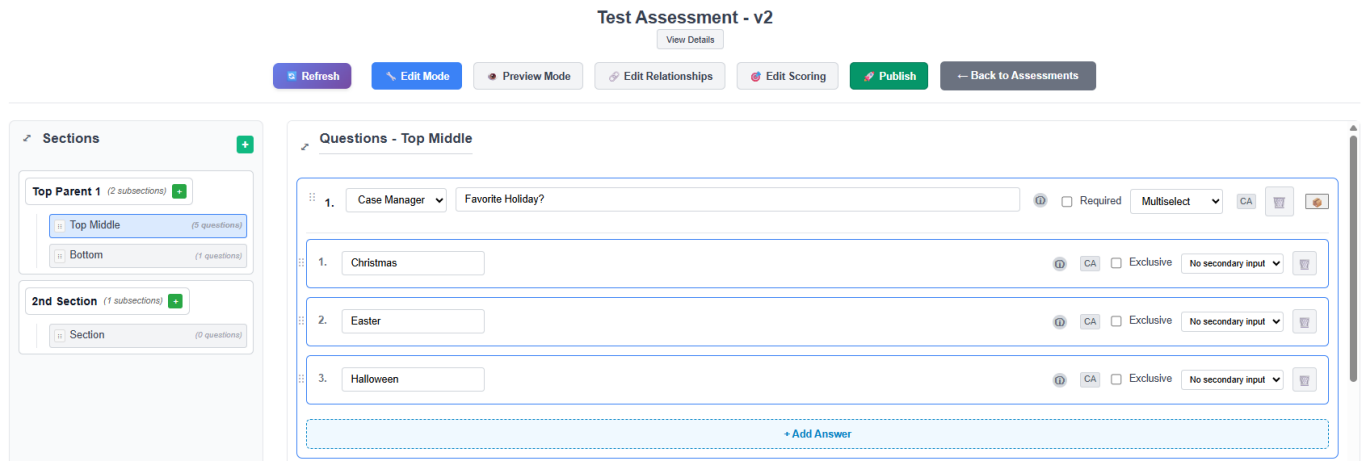 Test Assessment - v2
View Details
Refresh
Edit Mode
Preview Mode
Edit Relationships
Edit Scoring
Publish
← Back to Assessments
Sections
+
Top Parent 1 (2 subsections) +
Top Middle (5 questions)
Bottom (1 questions)
2nd Section (1 subsections) +
Section (0 questions)
Questions - Top Middle
1. Case Manager Favorite Holiday? Required Multiselect CA
1. Christmas CA Exclusive No secondary input
2. Easter CA Exclusive No secondary input
3. Halloween CA Exclusive No secondary input
+ Add Answer